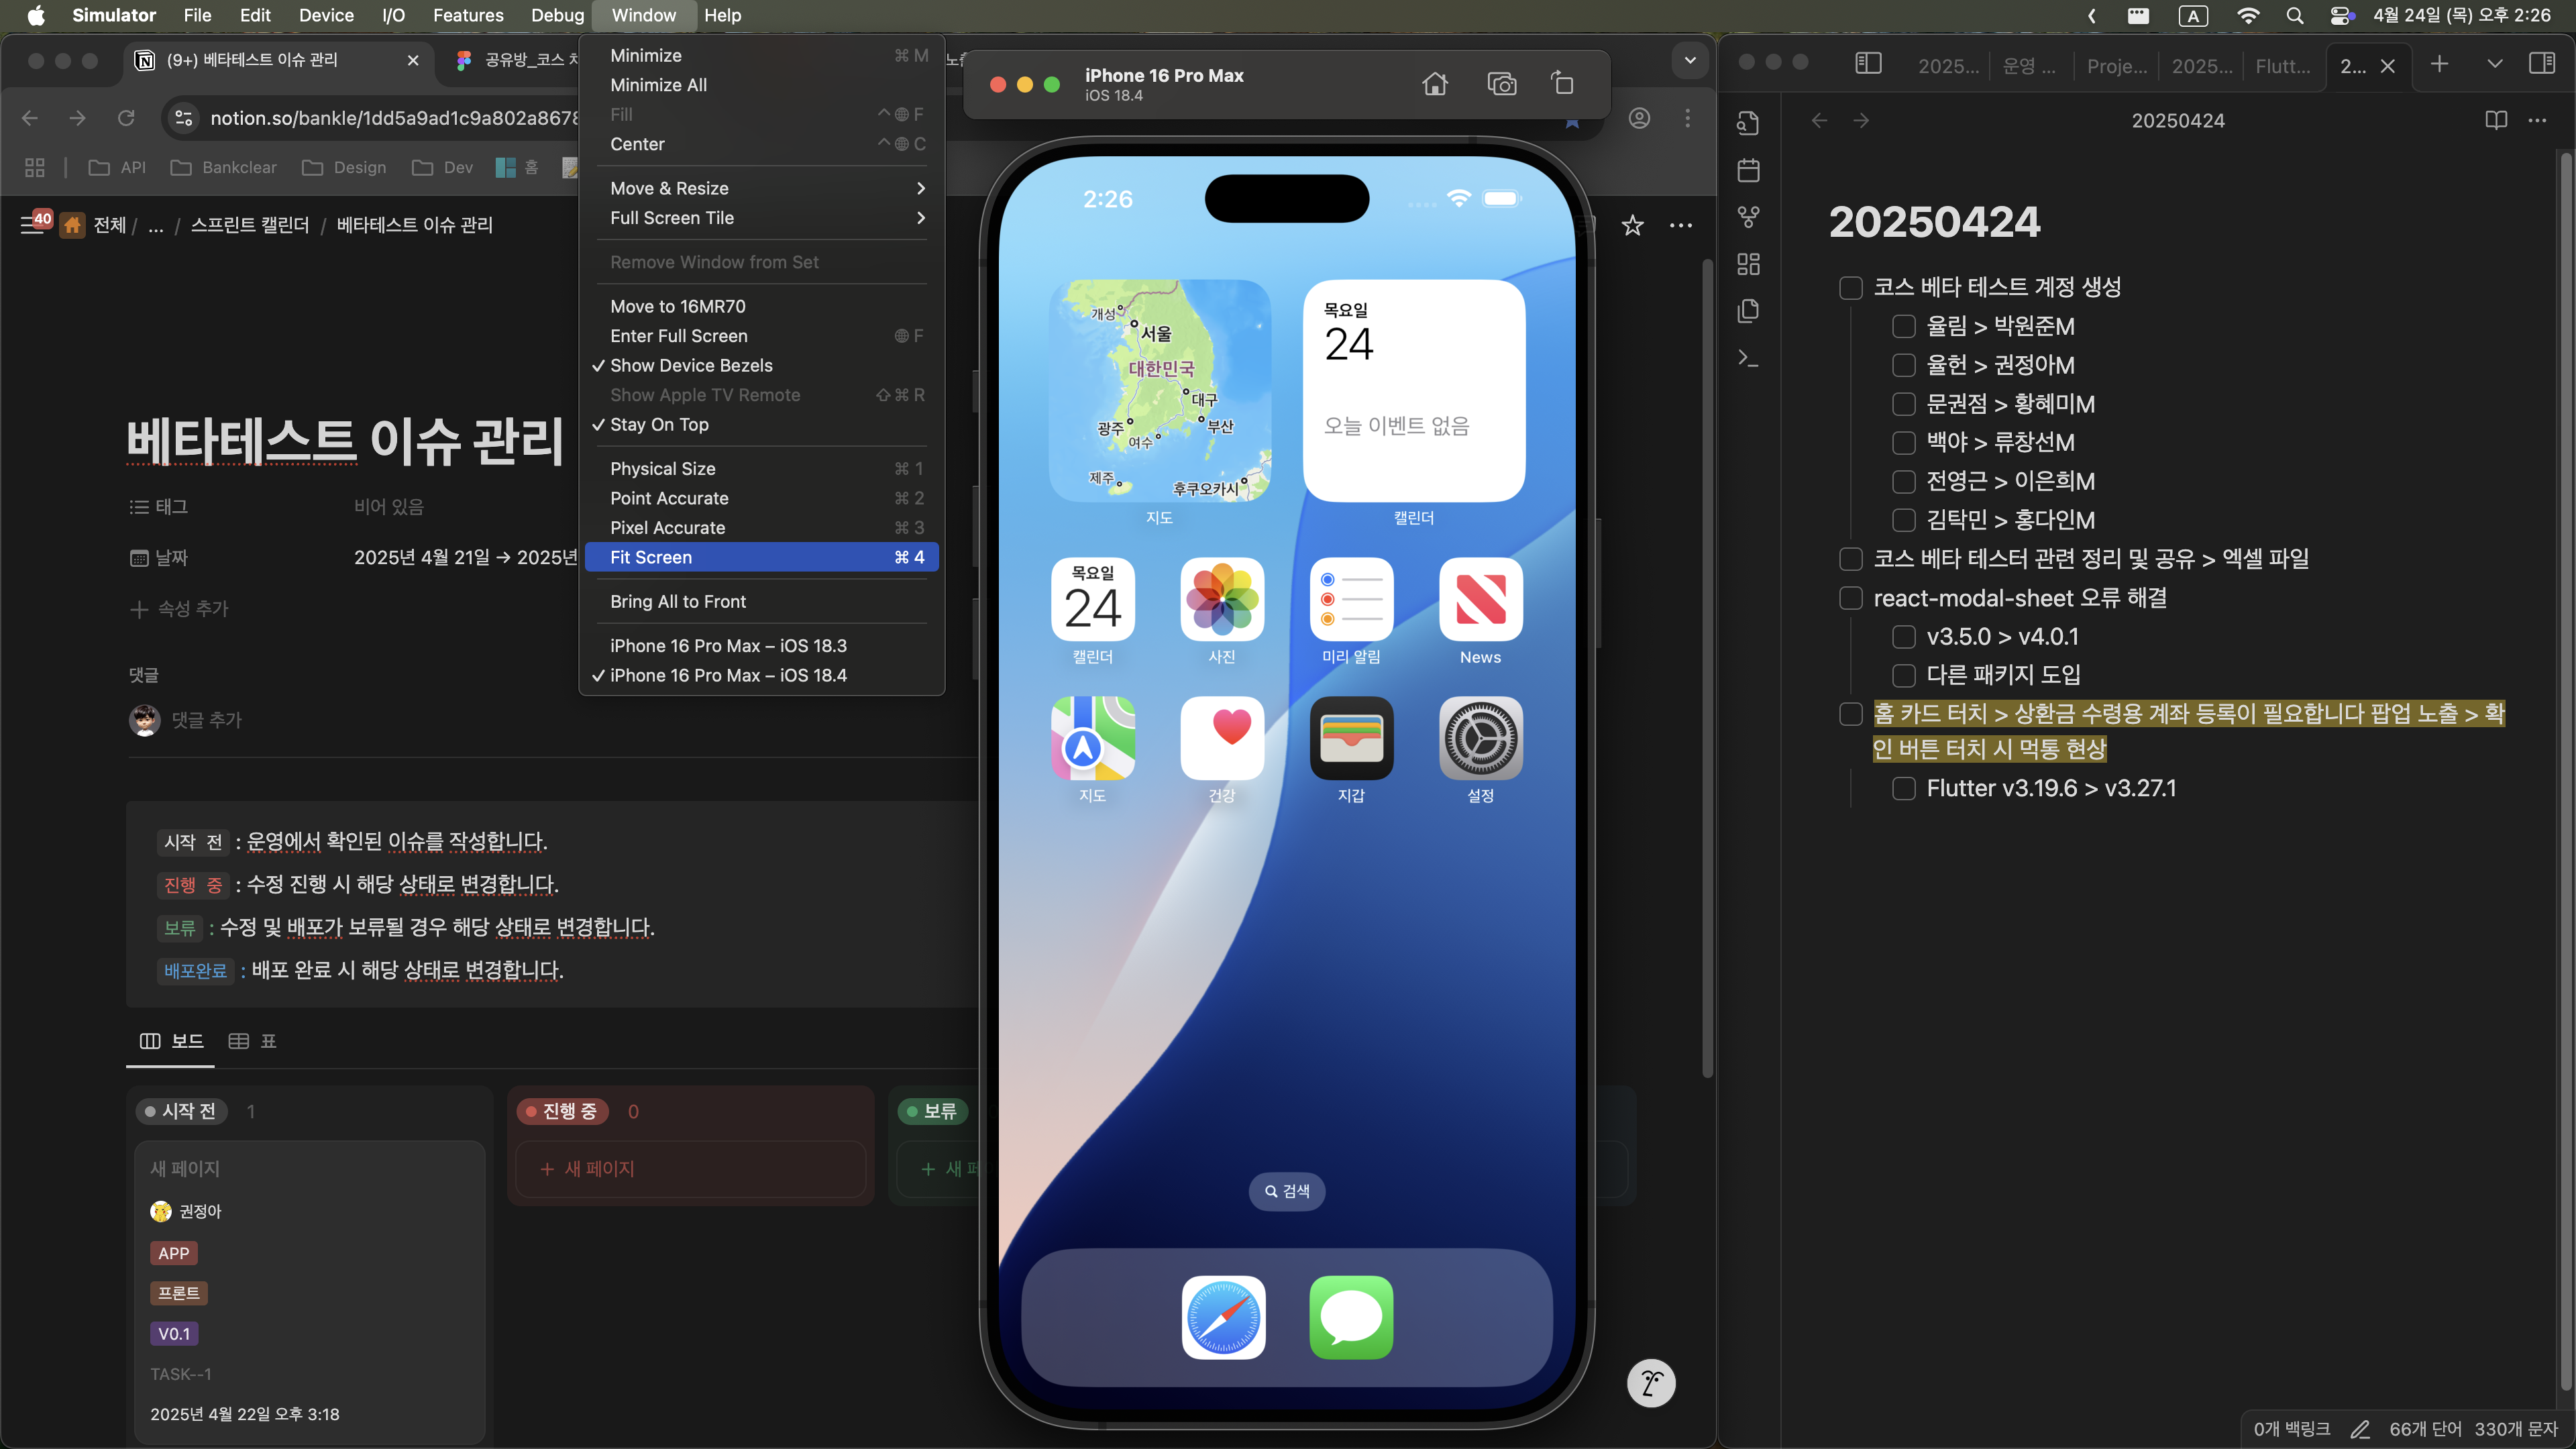 Simulator File Edit Device I/O Features Debug Window Help
A 4월 24일 (목) 오후 2:26
(9+) 베타테스트 이슈 관리
공유방_코스
notion.so/bankle/1dd5a9ad1c9a802a867
API Bankclear Design Dev 홈
40
전체 / ... / 스프린트 캘린더 / 베타테스트 이슈 관리
베타테스트 이슈 관리
태그 비어 있음
날짜 2025년 4월 21일 → 2025년
속성 추가
댓글
댓글 추가
시작 전 : 운영에서 확인된 이슈를 작성합니다.
진행 중 : 수정 진행 시 해당 상태로 변경합니다.
보류 : 수정 및 배포가 보류될 경우 해당 상태로 변경합니다.
배포완료 : 배포 완료 시 해당 상태로 변경합니다.
보드 표
시작 전 1
새 페이지
권정아
APP
프론트
V0.1
TASK--1
2025년 4월 22일 오후 3:18
진행 중 0
+ 새 페이지
보류
+ 새 페
Minimize ⌘ M
Minimize All
Fill ^ F
Center ^ C
Move & Resize
Full Screen Tile
Remove Window from Set
Move to 16MR70
Enter Full Screen F
✓ Show Device Bezels
Show Apple TV Remote ⇧ ⌘ R
✓ Stay On Top
Physical Size ⌘ 1
Point Accurate ⌘ 2
Pixel Accurate ⌘ 3
Fit Screen ⌘ 4
Bring All to Front
iPhone 16 Pro Max – iOS 18.3
✓ iPhone 16 Pro Max – iOS 18.4
iPhone 16 Pro Max
iOS 18.4
2:26
개성
서울
대한민국
대구
광주
부산
여수
제주
후쿠오카시
지도
목요일
24
오늘 이벤트 없음
캘린더
목요일
24
캘린더 사진 미리 알림 News
지도 건강 지갑 설정
검색
2025... 운영 ... Proje... 2025... Flutt... 2...
20250424
20250424
코스 베타 테스트 계정 생성
율림 > 박원준M
율헌 > 권정아M
문권점 > 황혜미M
백야 > 류창선M
전영근 > 이은희M
김탁민 > 홍다인M
코스 베타 테스터 관련 정리 및 공유 > 엑셀 파일
react-modal-sheet 오류 해결
v3.5.0 > v4.0.1
다른 패키지 도입
홈 카드 터치 > 상환금 수령용 계좌 등록이 필요합니다 팝업 노출 > 확
인 버튼 터치 시 먹통 현상
Flutter v3.19.6 > v3.27.1
0개 백링크 66개 단어 330개 문자